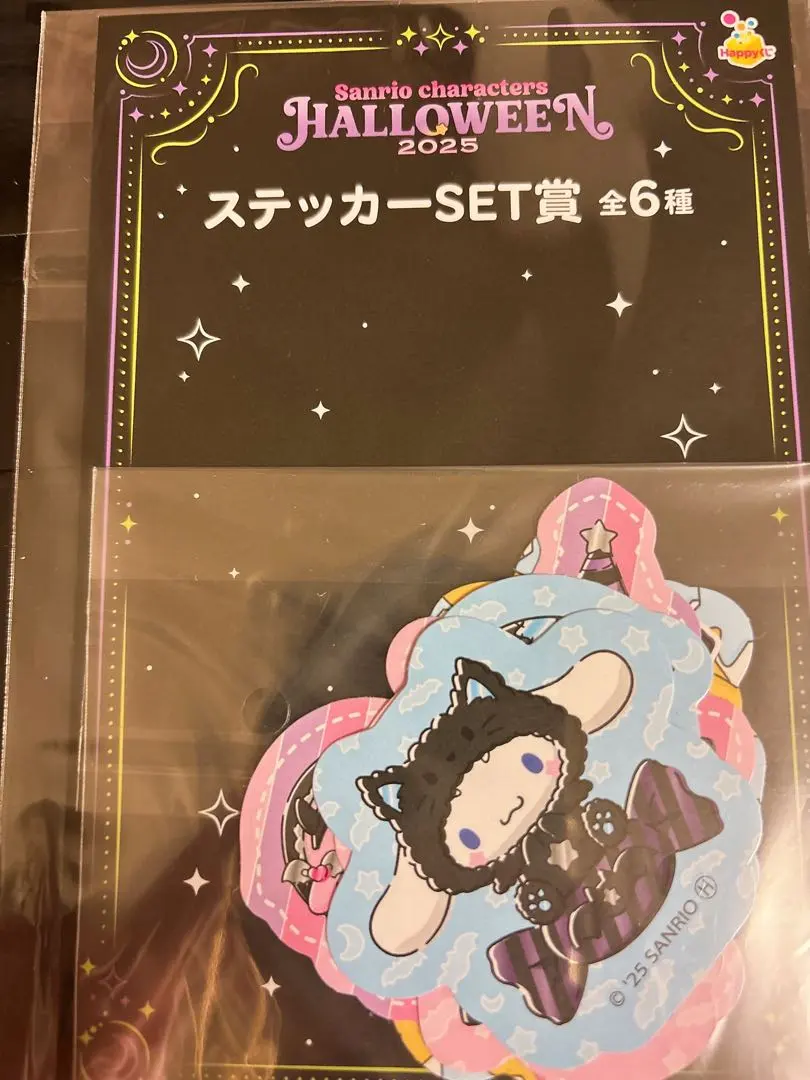 Happyくじ
Sanrio characters
HALLOWEEN
2025
ステッカーSET賞 全6種
© '25 SANRIO Ⓗ